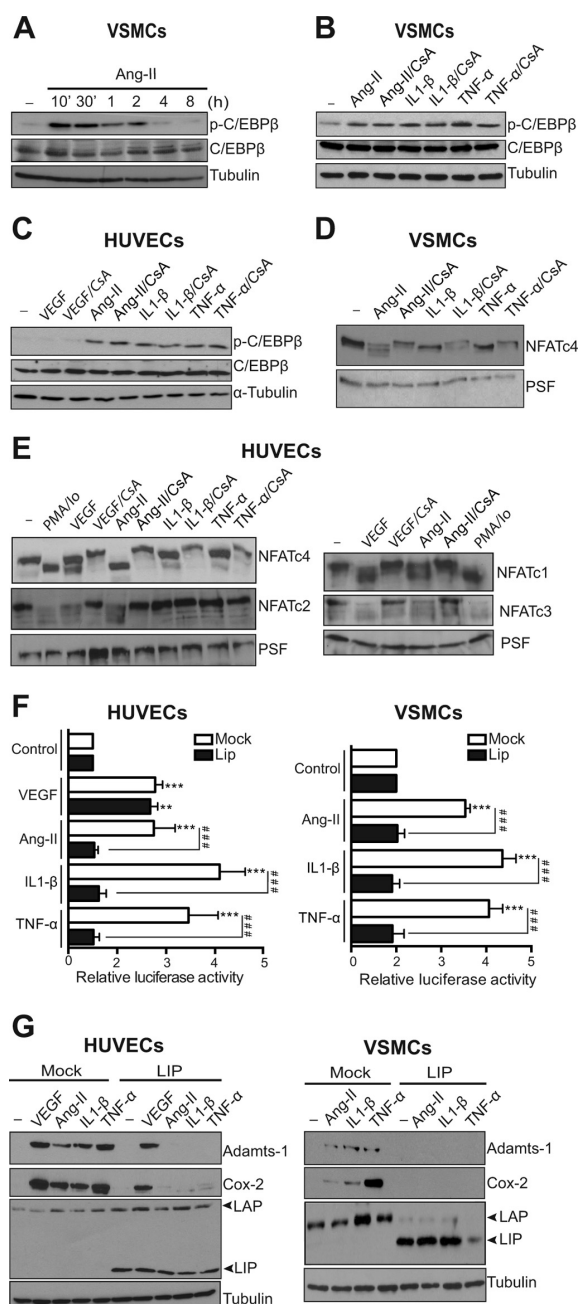 A
VSMCs
Ang-II
– 10’ 30’ 1 2 4 8 (h)
p-C/EBPβ
C/EBPβ
Tubulin
B
VSMCs
– Ang-II Ang-II/CsA IL1-β IL1-β/CsA TNF-α TNF-α/CsA
p-C/EBPβ
C/EBPβ
Tubulin
C
HUVECs
– VEGF VEGF/CsA Ang-II Ang-II/CsA IL1-β IL1-β/CsA TNF-α TNF-α/CsA
p-C/EBPβ
C/EBPβ
α-Tubulin
D
VSMCs
– Ang-II Ang-II/CsA IL1-β IL1-β/CsA TNF-α TNF-α/CsA
NFATc4
PSF
E
HUVECs
– PMA/Io VEGF VEGF/CsA Ang-II Ang-II/CsA IL1-β IL1-β/CsA TNF-α TNF-α/CsA
NFATc4
NFATc2
PSF
– VEGF VEGF/CsA Ang-II Ang-II/CsA PMA/Io
NFATc1
NFATc3
PSF
F
HUVECs
Mock
Lip
Control
VEGF
***
**
Ang-II
***
###
IL1-β
***
###
TNF-α
***
###
0 1 2 3 4 5
Relative luciferase activity
VSMCs
Mock
Lip
Control
Ang-II
***
###
IL1-β
***
###
TNF-α
***
###
0 1 2 3 4 5
Relative luciferase activity
G
HUVECs
Mock LIP
– VEGF Ang-II IL1-β TNF-α – VEGF Ang-II IL1-β TNF-α
Adamts-1
Cox-2
LAP
LIP
Tubulin
VSMCs
Mock LIP
– Ang-II IL1-β TNF-α – Ang-II IL1-β TNF-α
Adamts-1
Cox-2
LAP
LIP
Tubulin